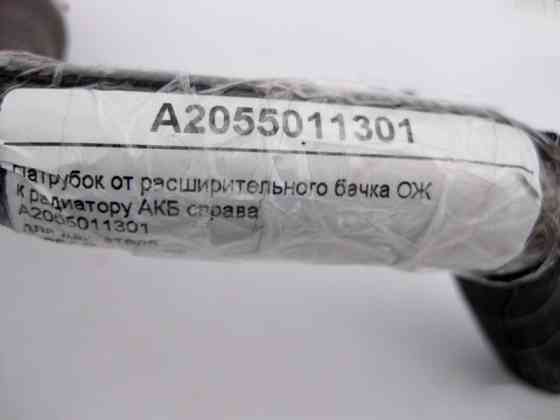 A2055011301
Патрубок от расширительного бачка ОЖ
к радиатору АКБ справа
A2055011301